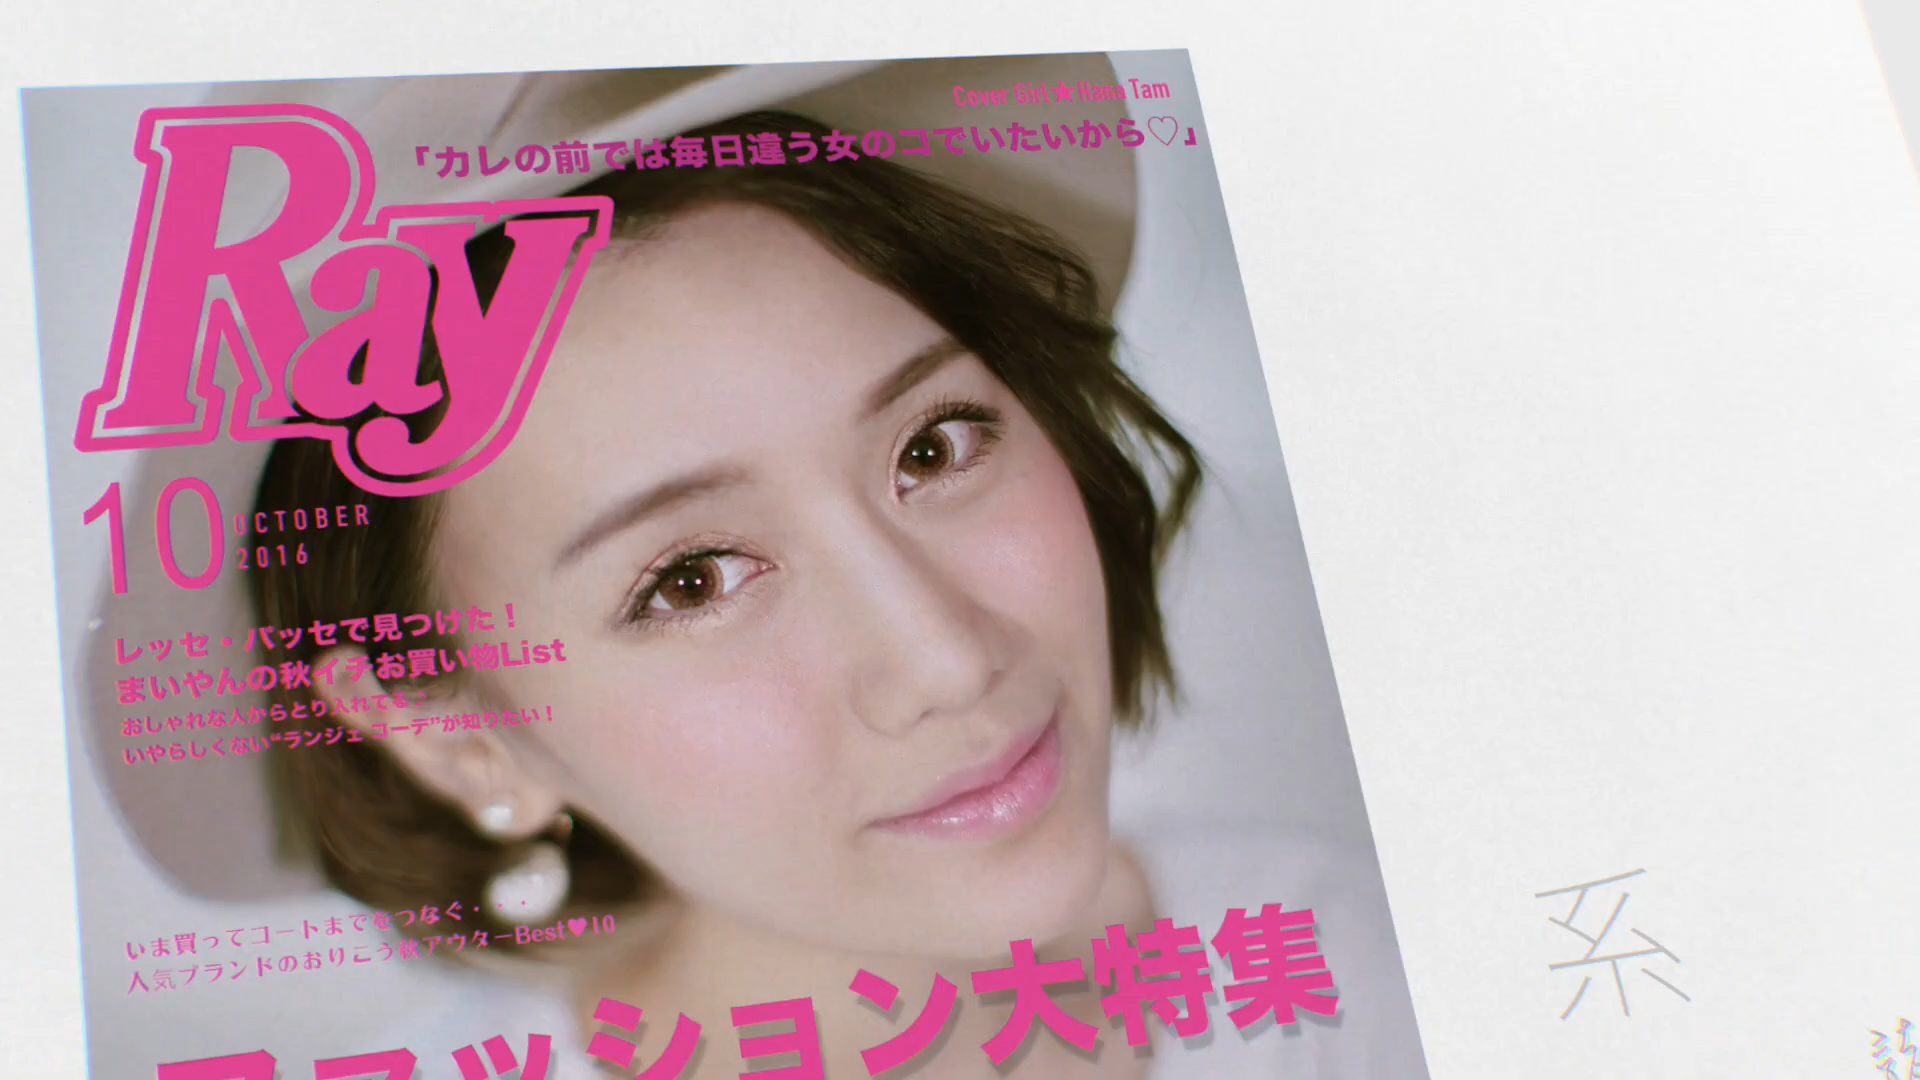 Cover Girl★Hana Tam
「カレの前では毎日違う女のコでいたいから♡」
Ray
10
OCTOBER
2016
レッセ・パッセで見つけた！
まいやんの秋イチお買い物List
おしゃれな人からとり入れてる♪
いやらしくない“ランジェ コーデ”が知りたい！
いま買ってコートまでをつなぐ・・・
人気ブランドのおりこう秋アウターBest♥10
ファッション大特集
系